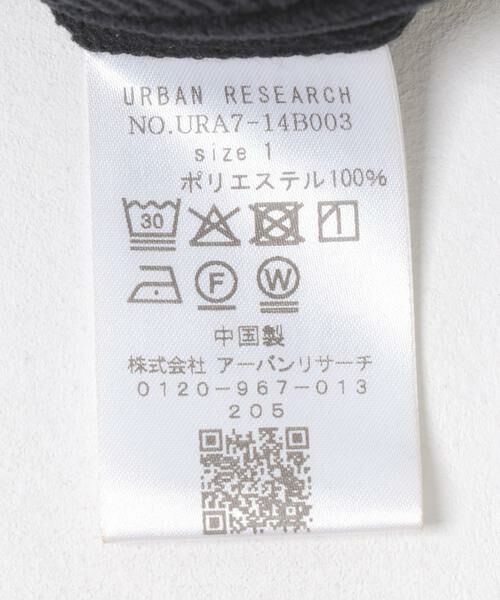 URBAN RESEARCH
NO.URA7-14B003
size 1
ポリエステル100%
30
F W
中国製
株式会社 アーバンリサーチ
0120-967-013
205